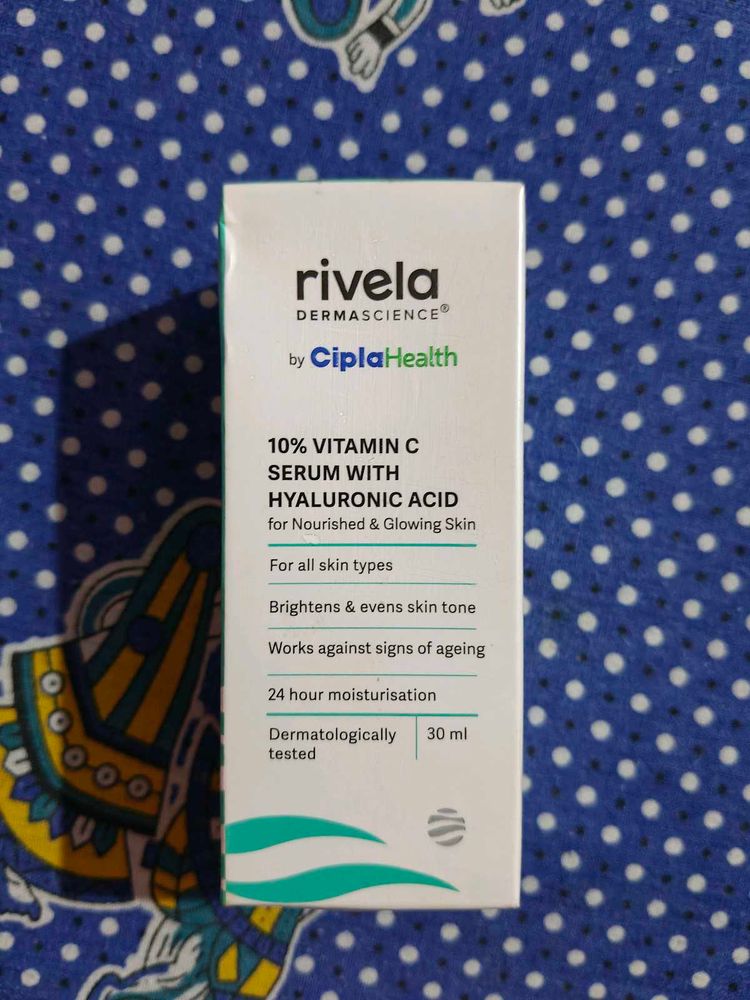 rivela
DERMASCIENCE®
by CiplaHealth
10% VITAMIN C
SERUM WITH
HYALURONIC ACID
for Nourished & Glowing Skin
For all skin types
Brightens & evens skin tone
Works against signs of ageing
24 hour moisturisation
Dermatologically
tested
30 ml